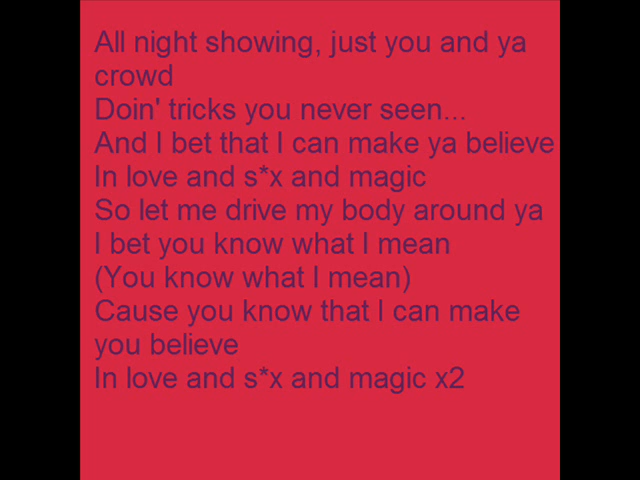 All night showing, just you and ya
crowd
Doin' tricks you never seen...
And I bet that I can make ya believe
In love and s*x and magic
So let me drive my body around ya
I bet you know what I mean
(You know what I mean)
Cause you know that I can make
you believe
In love and s*x and magic x2